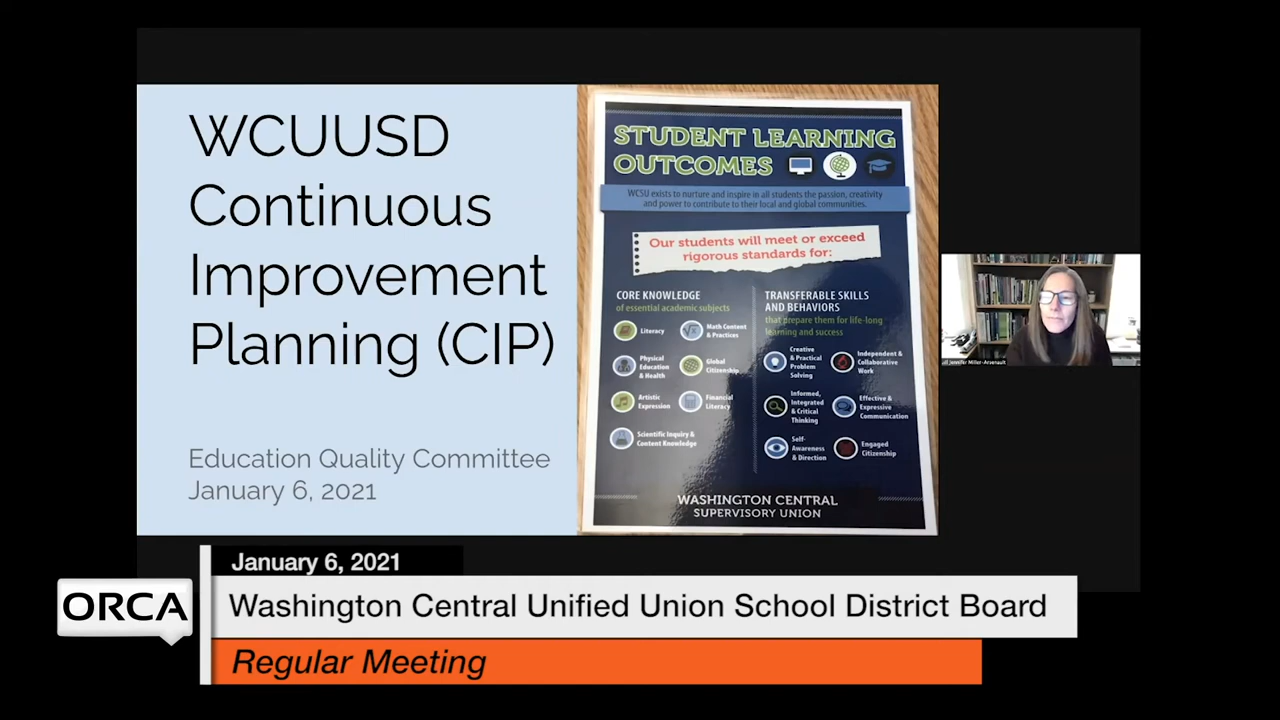 WCUUSD
Continuous
Improvement
Planning (CIP)
Education Quality Committee
January 6, 2021
STUDENT LEARNING
OUTCOMES
WCSU exists to nurture and inspire in all students the passion, creativity
and power to contribute to their local and global communities.
Our students will meet or exceed
rigorous standards for:
CORE KNOWLEDGE
of essential academic subjects
Literacy
Math Content
& Practices
Physical
Education
& Health
Global
Citizenship
Artistic
Expression
Financial
Literacy
Scientific Inquiry &
Content Knowledge
TRANSFERABLE SKILLS
AND BEHAVIORS
that prepare them for life-long
learning and success
Creative
& Practical
Problem
Solving
Independent &
Collaborative
Work
Informed,
Integrated
& Critical
Thinking
Effective &
Expressive
Communication
Self-
Awareness
& Direction
Engaged
Citizenship
WASHINGTON CENTRAL
SUPERVISORY UNION
Jennifer Miller-Arsenault
January 6, 2021
ORCA
Washington Central Unified Union School District Board
Regular Meeting